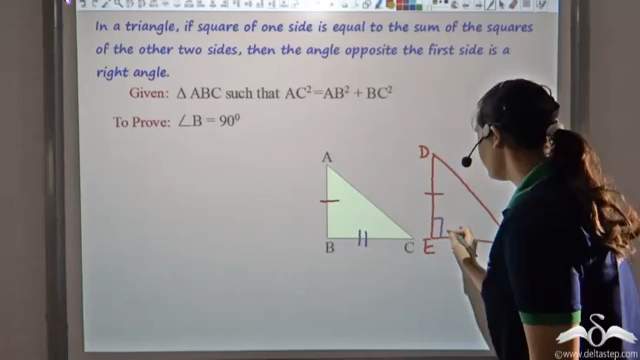 In a triangle, if square of one side is equal to the sum of the squares
of the other two sides, then the angle opposite the first side is a
right angle.
Given: Δ ABC such that AC²=AB² + BC²
To Prove: ∠B = 90⁰
A
D
B
C
E
©www.deltastep.com